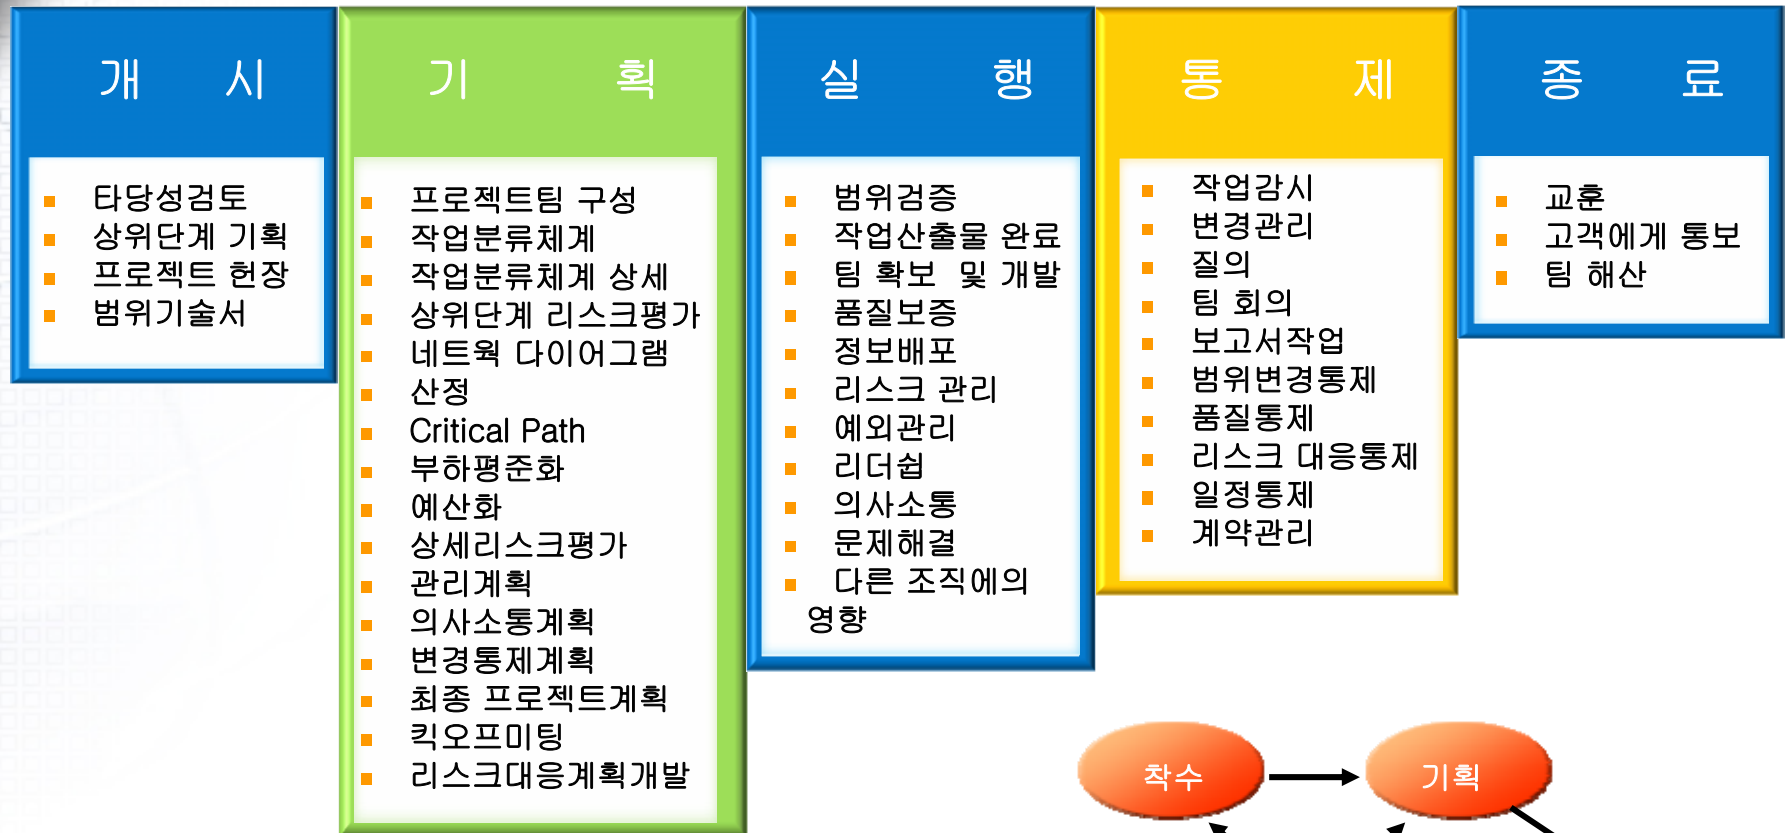 개 시
타당성검토
상위단계 기획
프로젝트 헌장
범위기술서
기 획
프로젝트팀 구성
작업분류체계
작업분류체계 상세
상위단계 리스크평가
네트웍 다이어그램
산정
Critical Path
부하평준화
예산화
상세리스크평가
관리계획
의사소통계획
변경통제계획
최종 프로젝트계획
킥오프미팅
리스크대응계획개발
실 행
범위검증
작업산출물 완료
팀 확보 및 개발
품질보증
정보배포
리스크 관리
예외관리
리더쉽
의사소통
문제해결
다른 조직에의
영향
통 제
작업감시
변경관리
질의
팀 회의
보고서작업
범위변경통제
품질통제
리스크 대응통제
일정통제
계약관리
종 료
교훈
고객에게 통보
팀 해산
착수
기획